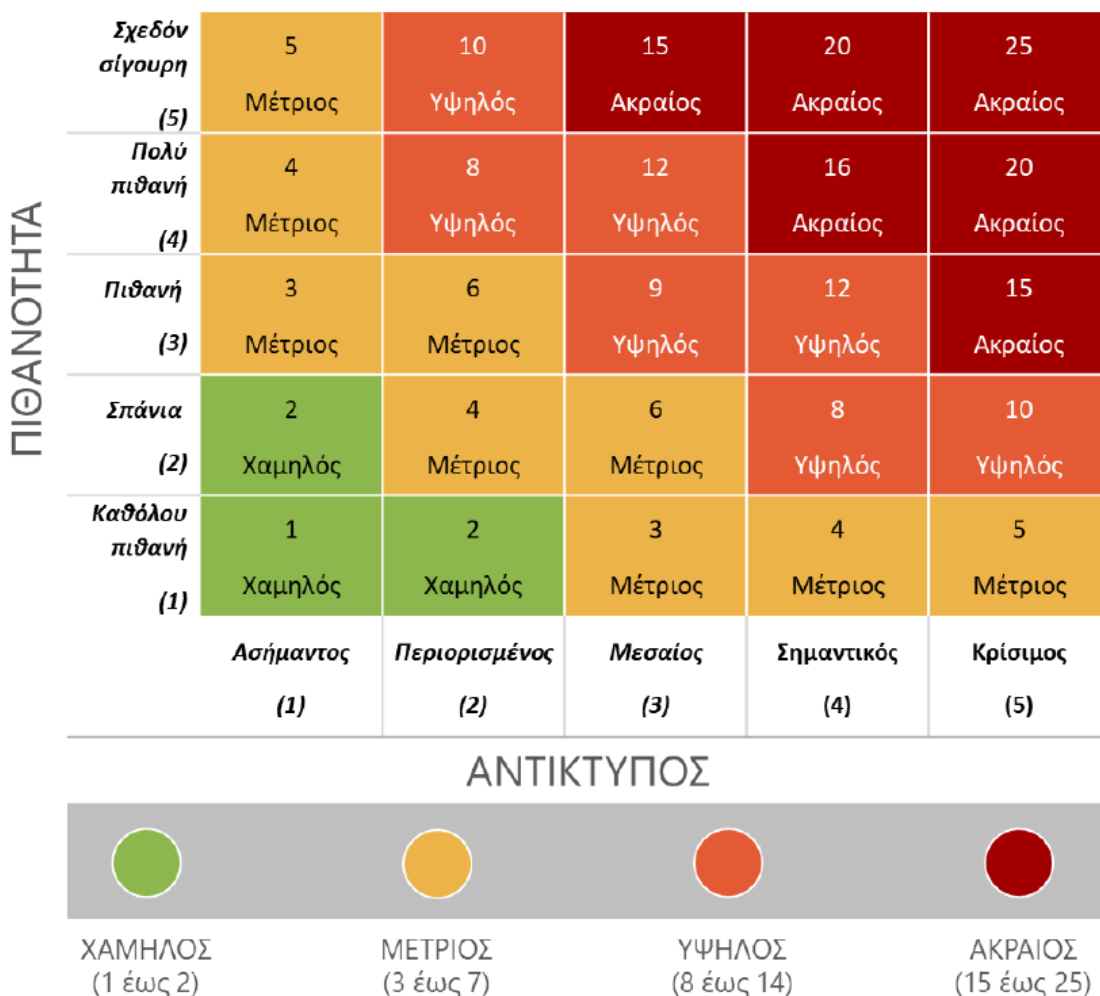 ΠΙΘΑΝΟΤΗΤΑ
Σχεδόν
σίγουρη
(5)
5
Μέτριος
10
Υψηλός
15
Ακραίος
20
Ακραίος
25
Ακραίος
Πολύ
πιθανή
(4)
4
Μέτριος
8
Υψηλός
12
Υψηλός
16
Ακραίος
20
Ακραίος
Πιθανή
(3)
3
Μέτριος
6
Μέτριος
9
Υψηλός
12
Υψηλός
15
Ακραίος
Σπάνια
(2)
2
Χαμηλός
4
Μέτριος
6
Μέτριος
8
Υψηλός
10
Υψηλός
Καθόλου
πιθανή
(1)
1
Χαμηλός
2
Χαμηλός
3
Μέτριος
4
Μέτριος
5
Μέτριος
Ασήμαντος
(1)
Περιορισμένος
(2)
Μεσαίος
(3)
Σημαντικός
(4)
Κρίσιμος
(5)
ΑΝΤΙΚΤΥΠΟΣ
ΧΑΜΗΛΟΣ
(1 έως 2)
ΜΕΤΡΙΟΣ
(3 έως 7)
ΥΨΗΛΟΣ
(8 έως 14)
ΑΚΡΑΙΟΣ
(15 έως 25)